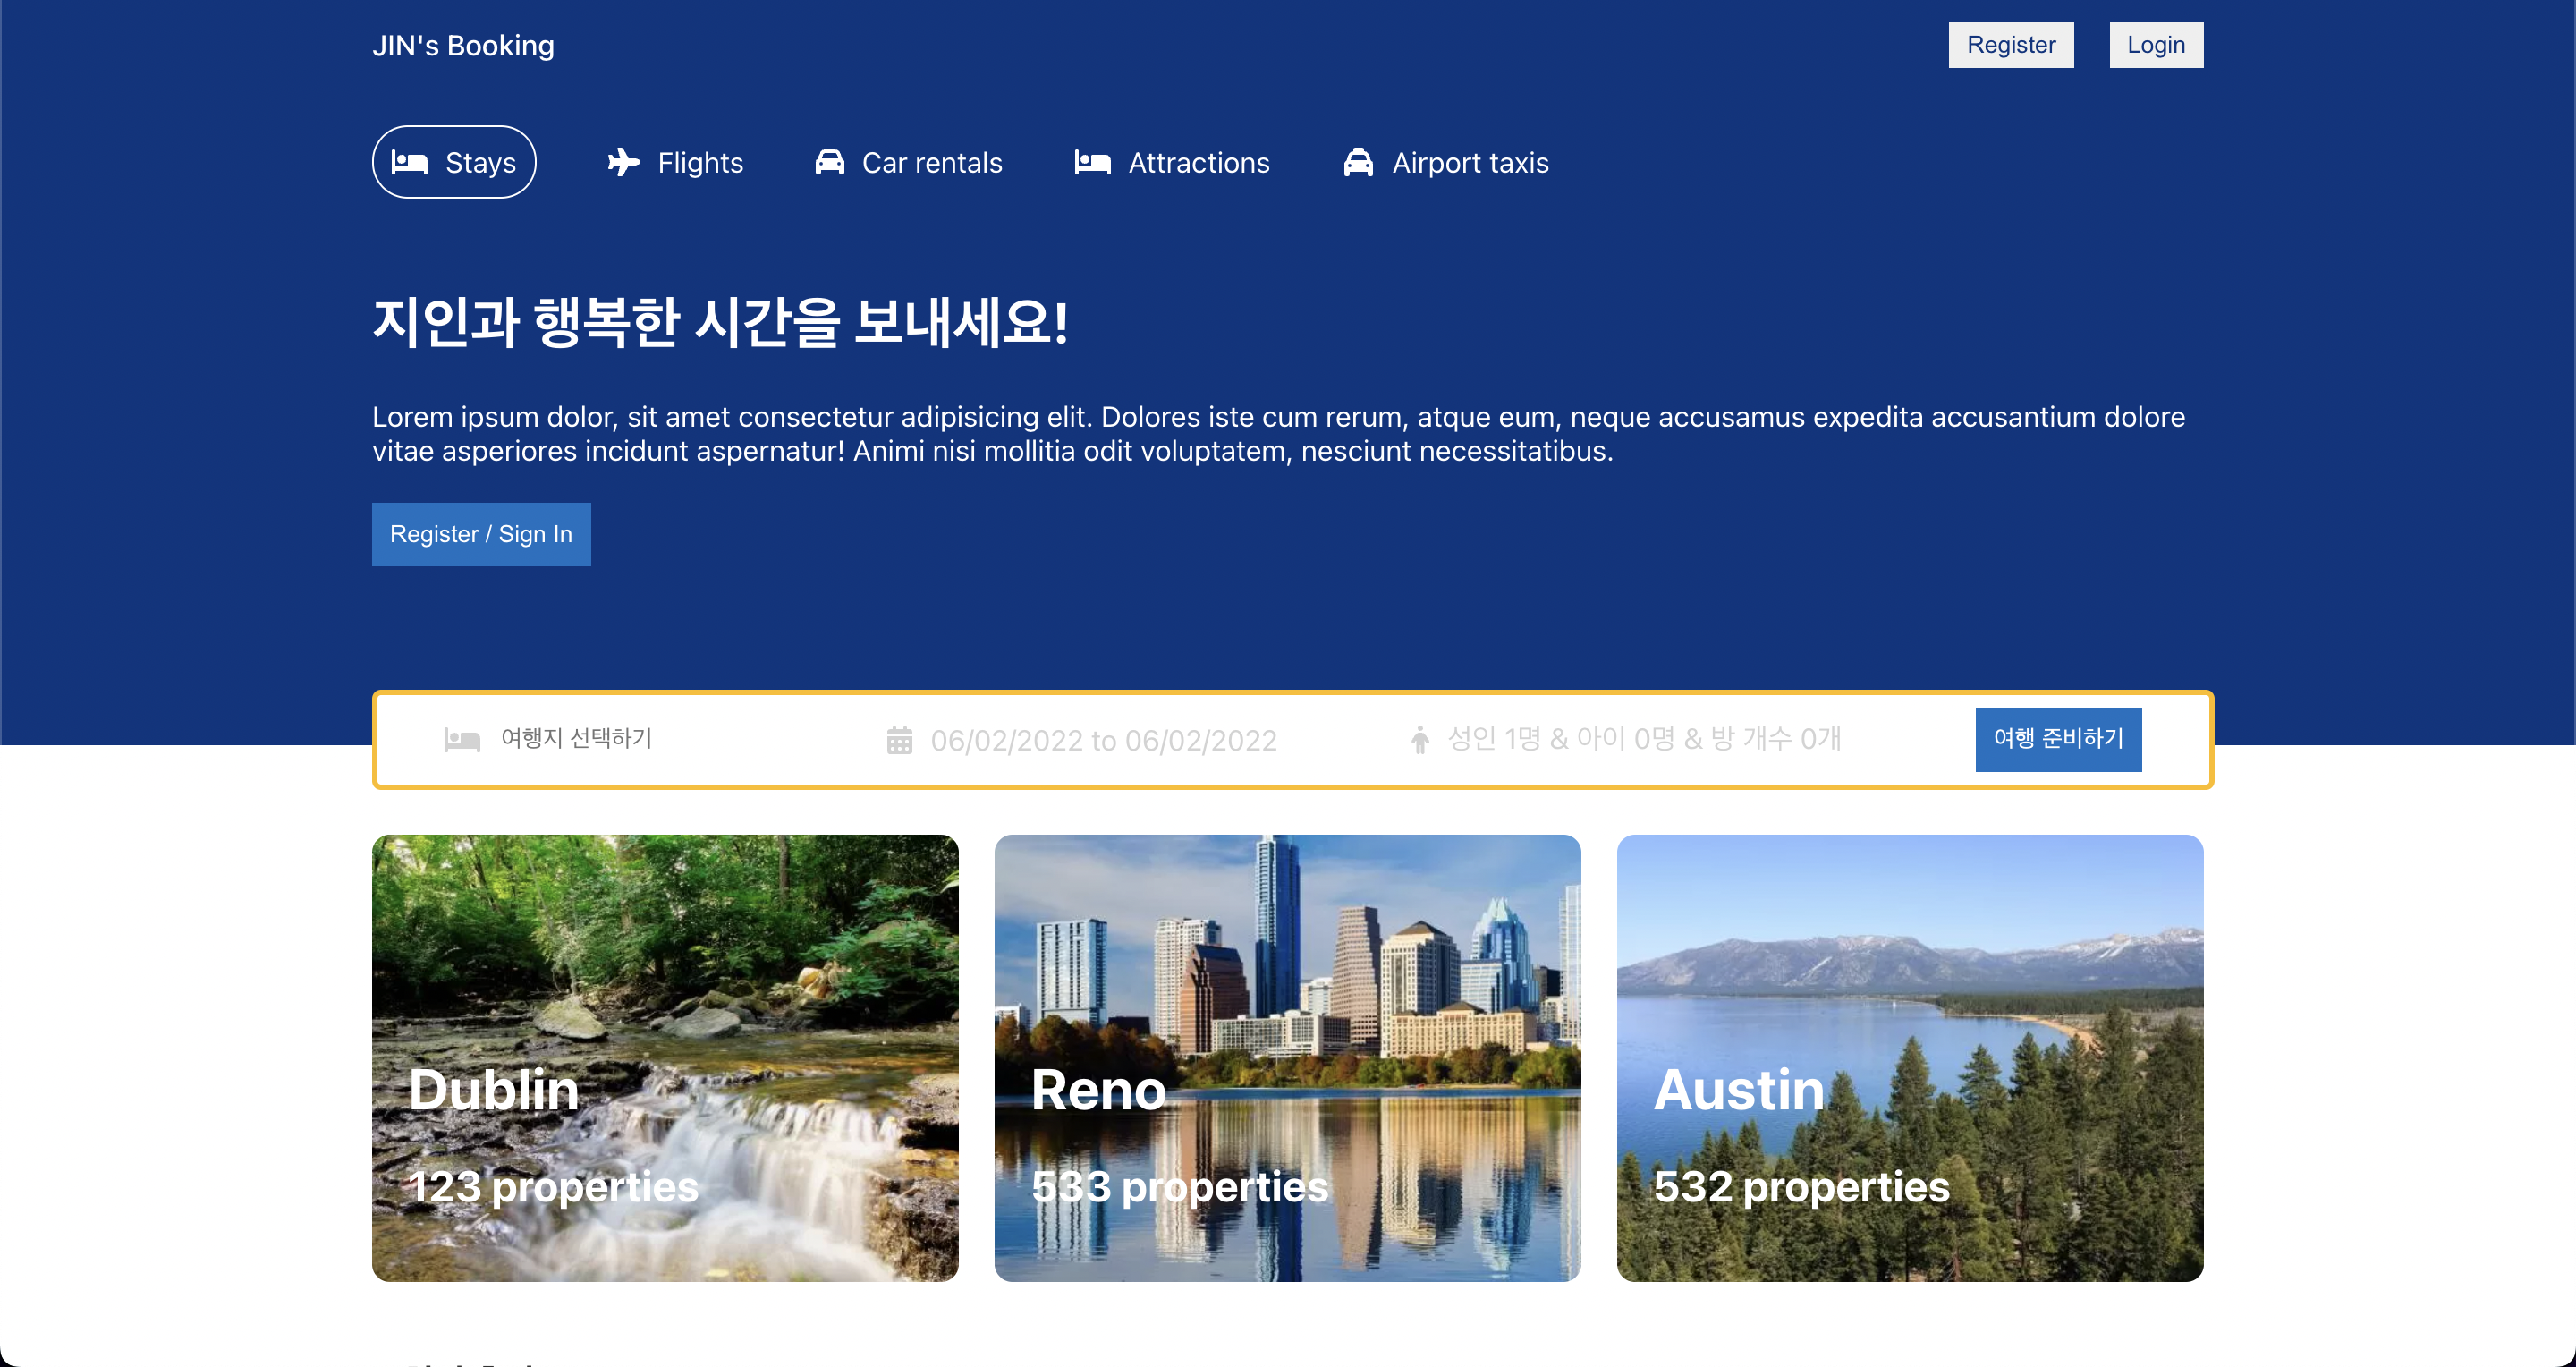 JIN's Booking
Register
Login
Stays
Flights
Car rentals
Attractions
Airport taxis
지인과 행복한 시간을 보내세요!
Lorem ipsum dolor, sit amet consectetur adipisicing elit. Dolores iste cum rerum, atque eum, neque accusamus expedita accusantium dolore
vitae asperiores incidunt aspernatur! Animi nisi mollitia odit voluptatem, nesciunt necessitatibus.
Register / Sign In
여행지 선택하기
06/02/2022 to 06/02/2022
성인 1명 & 아이 0명 & 방 개수 0개
여행 준비하기
Dublin
123 properties
Reno
533 properties
Austin
532 properties